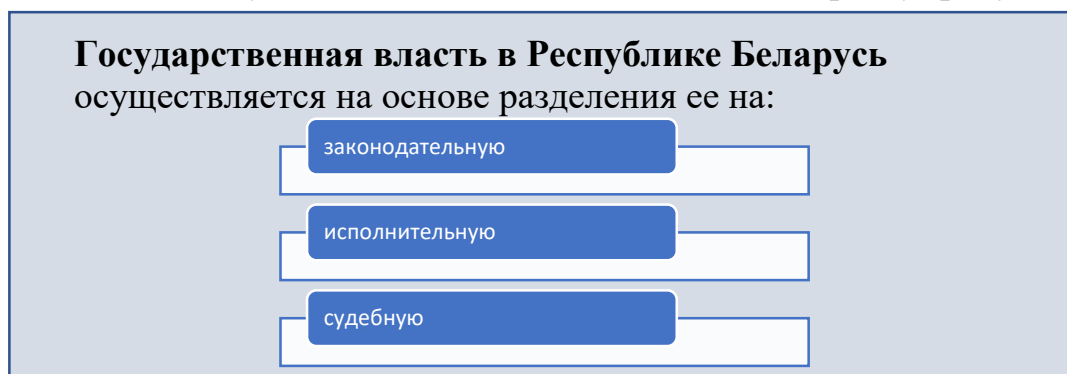 Государственная власть в Республике Беларусь
осуществляется на основе разделения ее на:
законодательную
исполнительную
судебную